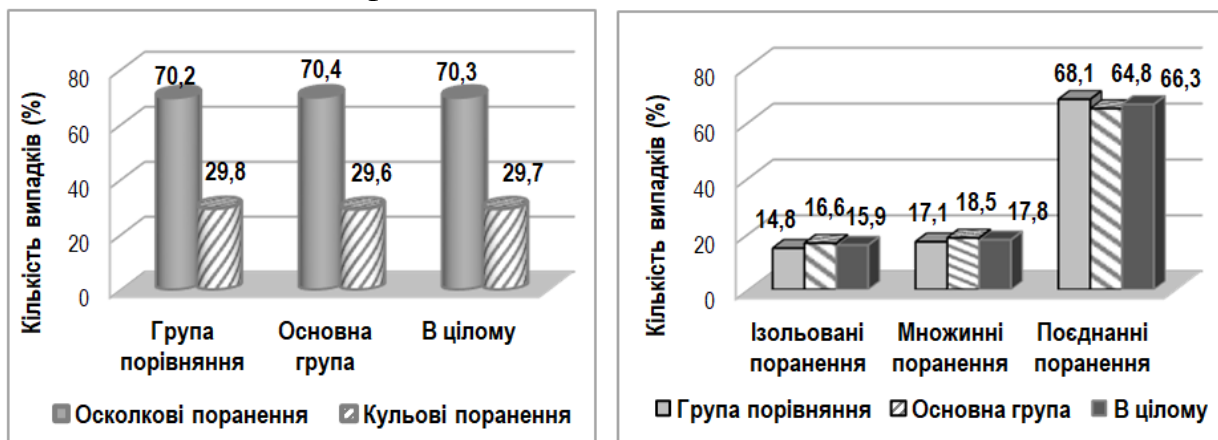 Кількість випадків (%)
80
60
40
20
0
70,2
29,8
70,4
29,6
70,3
29,7
Група
порівняння
Основна
група
В цілому
Осколкові поранення
Кульові поранення
Кількість випадків (%)
80
60
40
20
0
14,8
16,6
15,9
17,1
18,5
17,8
68,1
64,8
66,3
Ізольовані
поранення
Множинні
поранення
Поєднанні
поранення
Група порівняння
Основна група
В цілому